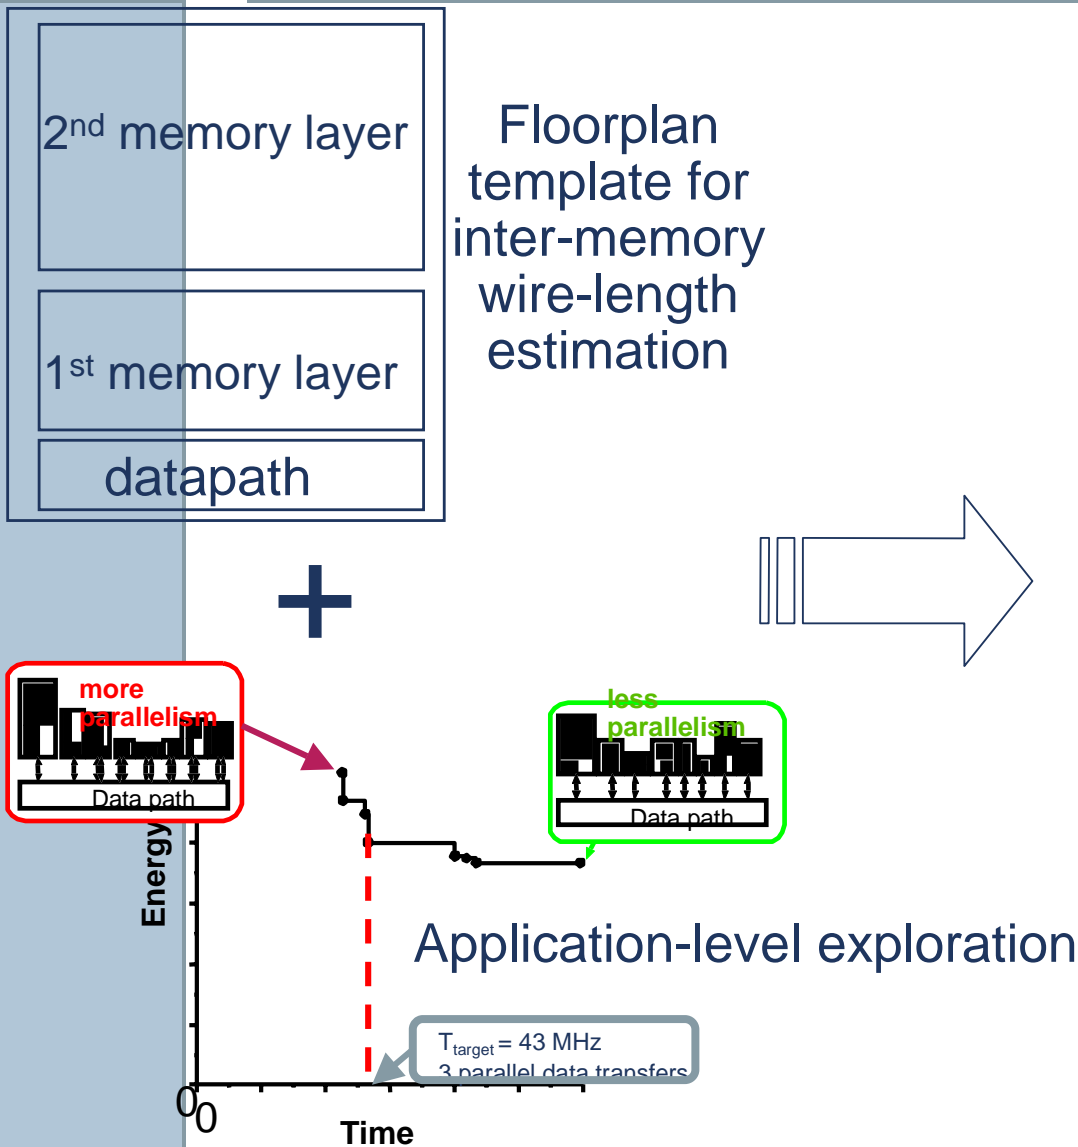 2nd memory layer
Floorplan
template for
inter-memory
wire-length
estimation
1st memory layer
datapath
+
more
parallelism
Data path
less
parallelism
Data path
Energy
Application-level exploration
Ttarget = 43 MHz
3 parallel data transfers
0
0
Time